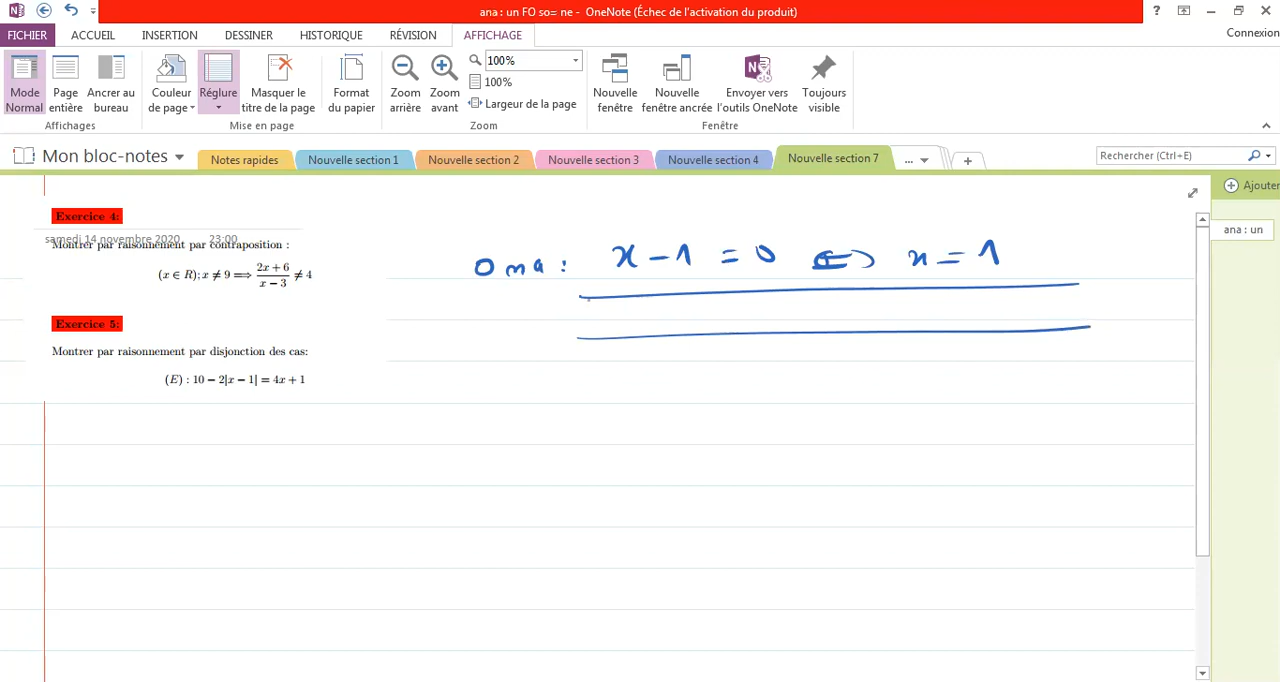 ana : un FO so= ne - OneNote (Échec de l'activation du produit)
FICHIER ACCUEIL INSERTION DESSINER HISTORIQUE RÉVISION AFFICHAGE Connexion
100%
100%
Largeur de la page
Mode Normal
Page entière
Ancrer au bureau
Couleur de page
Réglure
Masquer le titre de la page
Format du papier
Zoom arrière
Zoom avant
Nouvelle fenêtre
Nouvelle fenêtre ancrée
Envoyer vers l'outils OneNote
Toujours visible
Affichages Mise en page Zoom Fenêtre
Mon bloc-notes Notes rapides Nouvelle section 1 Nouvelle section 2 Nouvelle section 3 Nouvelle section 4 Nouvelle section 7 ... + Rechercher (Ctrl+E)
Ajouter
ana : un
Exercice 4:
samedi 14 novembre 2020 23:00
Montrer par raisonnement par contraposition :
(x ∈ R); x ≠ 9 ⟹ (2x + 6)/(x − 3) ≠ 4
Exercice 5:
Montrer par raisonnement par disjonction des cas:
(E) : 10 − 2|x − 1| = 4x + 1
On a : x - 1 = 0 ⟺ x = 1